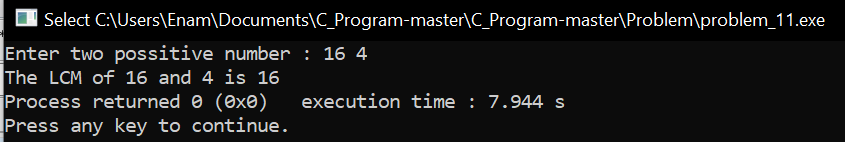 Select C:\Users\Enam\Documents\C_Program-master\C_Program-master\Problem\problem_11.exe
Enter two possitive number : 16 4
The LCM of 16 and 4 is 16
Process returned 0 (0x0)   execution time : 7.944 s
Press any key to continue.